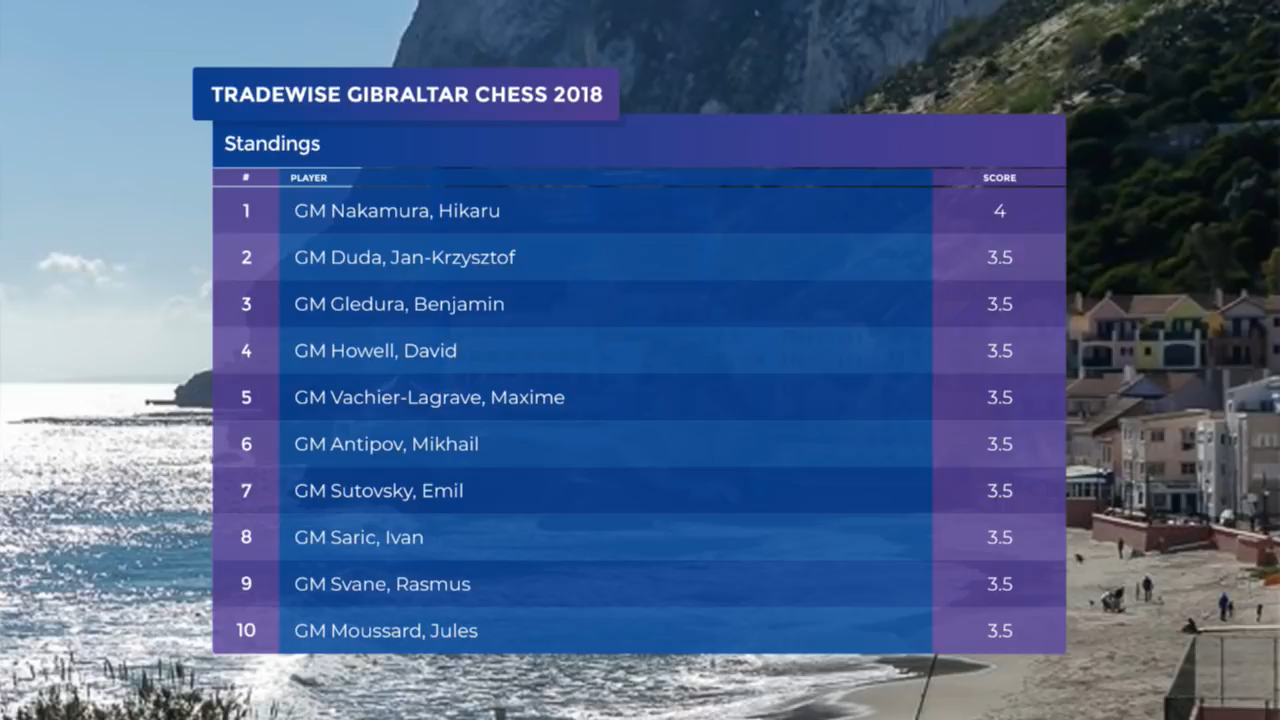 TRADEWISE GIBRALTAR CHESS 2018
Standings
# PLAYER SCORE
1 GM Nakamura, Hikaru 4
2 GM Duda, Jan-Krzysztof 3.5
3 GM Gledura, Benjamin 3.5
4 GM Howell, David 3.5
5 GM Vachier-Lagrave, Maxime 3.5
6 GM Antipov, Mikhail 3.5
7 GM Sutovsky, Emil 3.5
8 GM Saric, Ivan 3.5
9 GM Svane, Rasmus 3.5
10 GM Moussard, Jules 3.5